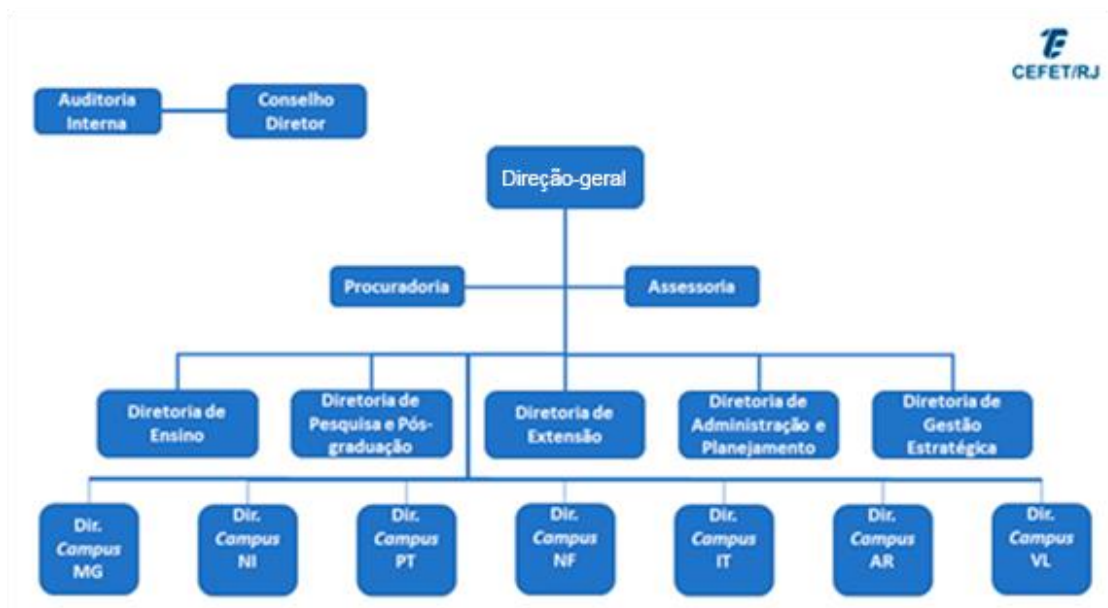 CEFET/RJ
Auditoria
Interna
Conselho
Diretor
Direção-geral
Procuradoria
Assessoria
Diretoria de
Ensino
Diretoria de
Pesquisa e Pós-
graduação
Diretoria de
Extensão
Diretoria de
Administração e
Planejamento
Diretoria de
Gestão
Estratégica
Dir.
Campus
MG
Dir.
Campus
NI
Dir.
Campus
PT
Dir.
Campus
NF
Dir.
Campus
IT
Dir.
Campus
AR
Dir.
Campus
VL